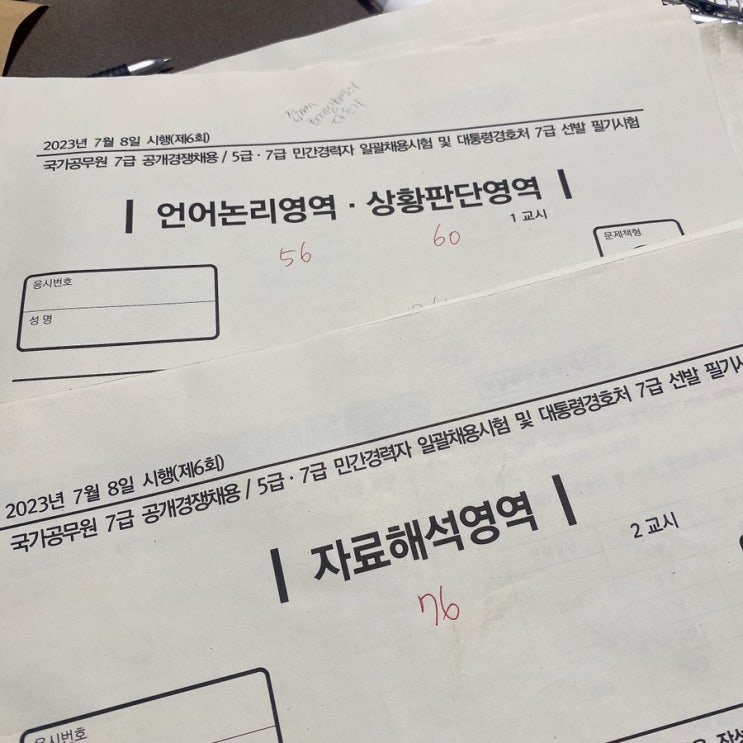 2023년 7월 8일 시행(제6회)
국가공무원 7급 공개경쟁채용 / 5급 · 7급 민간경력자 일괄채용시험 및 대통령경호처 7급 선발 필기시험
언어논리영역 · 상황판단영역
1 교시
56
60
문제책형
응시번호
성 명
2023년 7월 8일 시행(제6회)
국가공무원 7급 공개경쟁채용 / 5급 · 7급 민간경력자 일괄채용시험 및 대통령경호처 7급 선발 필기시
자료해석영역
2 교시
76
응시번호